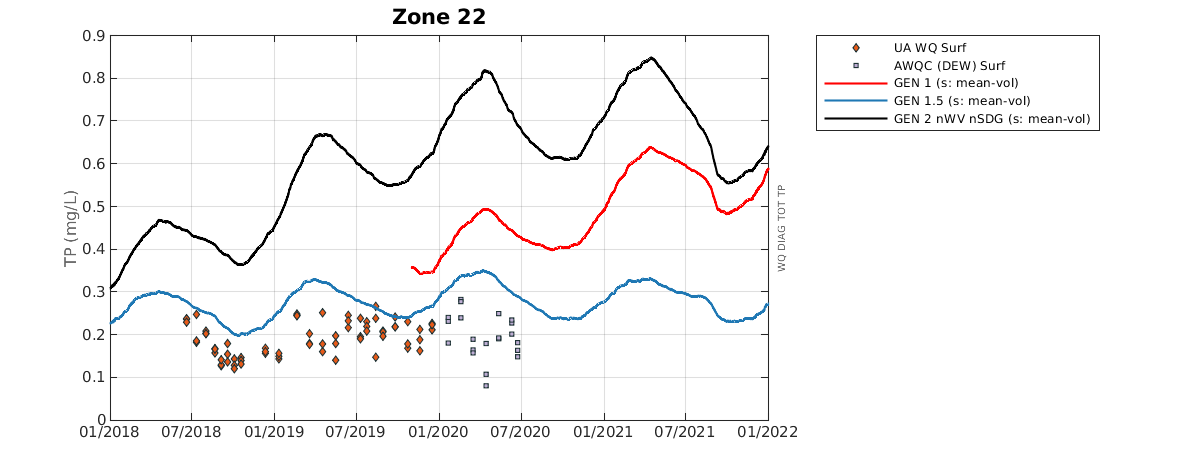 Zone 22
TP (mg/L)
0.9
0.8
0.7
0.6
0.5
0.4
0.3
0.2
0.1
0
01/2018 07/2018 01/2019 07/2019 01/2020 07/2020 01/2021 07/2021 01/2022
WQ DIAG TOT TP
UA WQ Surf
AWQC (DEW) Surf
GEN 1 (s: mean-vol)
GEN 1.5 (s: mean-vol)
GEN 2 nWV nSDG (s: mean-vol)